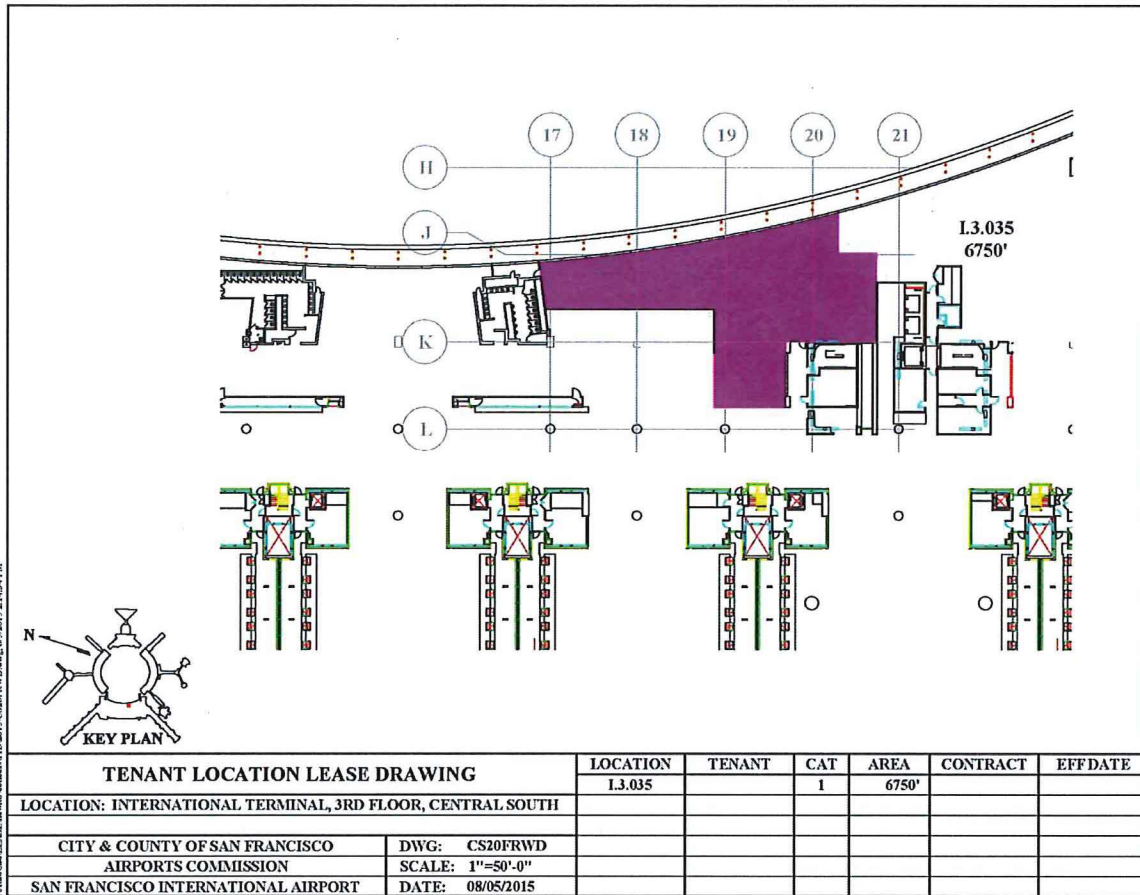 17 18 19 20 21
H
I.3.035
6750'
J
K
L
N
KEY PLAN
TENANT LOCATION LEASE DRAWING
LOCATION: INTERNATIONAL TERMINAL, 3RD FLOOR, CENTRAL SOUTH
CITY & COUNTY OF SAN FRANCISCO DWG: CS20FRWD
AIRPORTS COMMISSION SCALE: 1"=50'-0"
SAN FRANCISCO INTERNATIONAL AIRPORT DATE: 08/05/2015
LOCATION TENANT CAT AREA CONTRACT EFFDATE
I.3.035 1 6750'